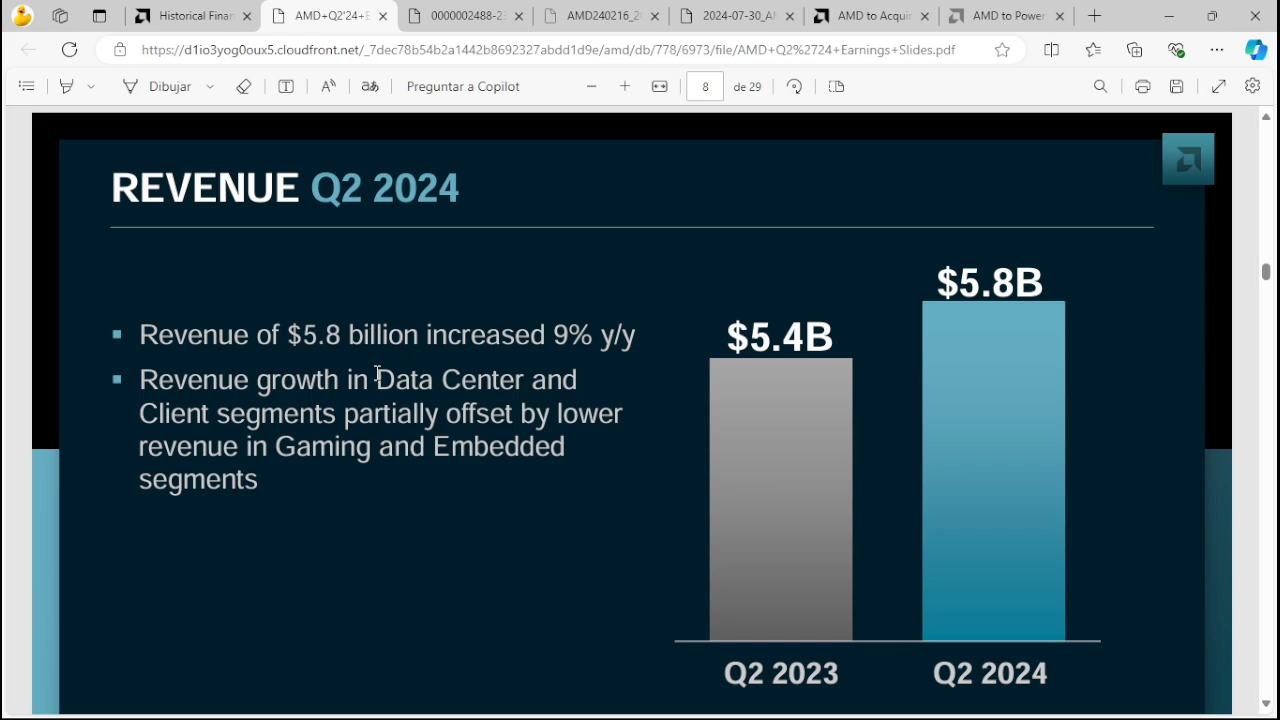 Historical Finan
AMD+Q2'24+E
0000002488-23
AMD240216_2
2024-07-30_AM
AMD to Acquir
AMD to Power
https://d1io3yog0oux5.cloudfront.net/_7dec78b54b2a1442b8692327abdd1d9e/amd/db/778/6973/file/AMD+Q2%2724+Earnings+Slides.pdf
Dibujar
Preguntar a Copilot
8
de 29
REVENUE Q2 2024
Revenue of $5.8 billion increased 9% y/y
Revenue growth in Data Center and
Client segments partially offset by lower
revenue in Gaming and Embedded
segments
$5.4B
$5.8B
Q2 2023
Q2 2024